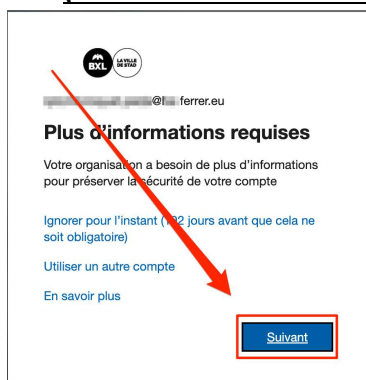 BXL LA VILLE
DE STAD
ferrer.eu
Plus d'informations requises
Votre organisation a besoin de plus d'informations
pour préserver la sécurité de votre compte
Ignorer pour l'instant jours avant que cela ne
soit obligatoire)
Utiliser un autre compte
En savoir plus
Suivant